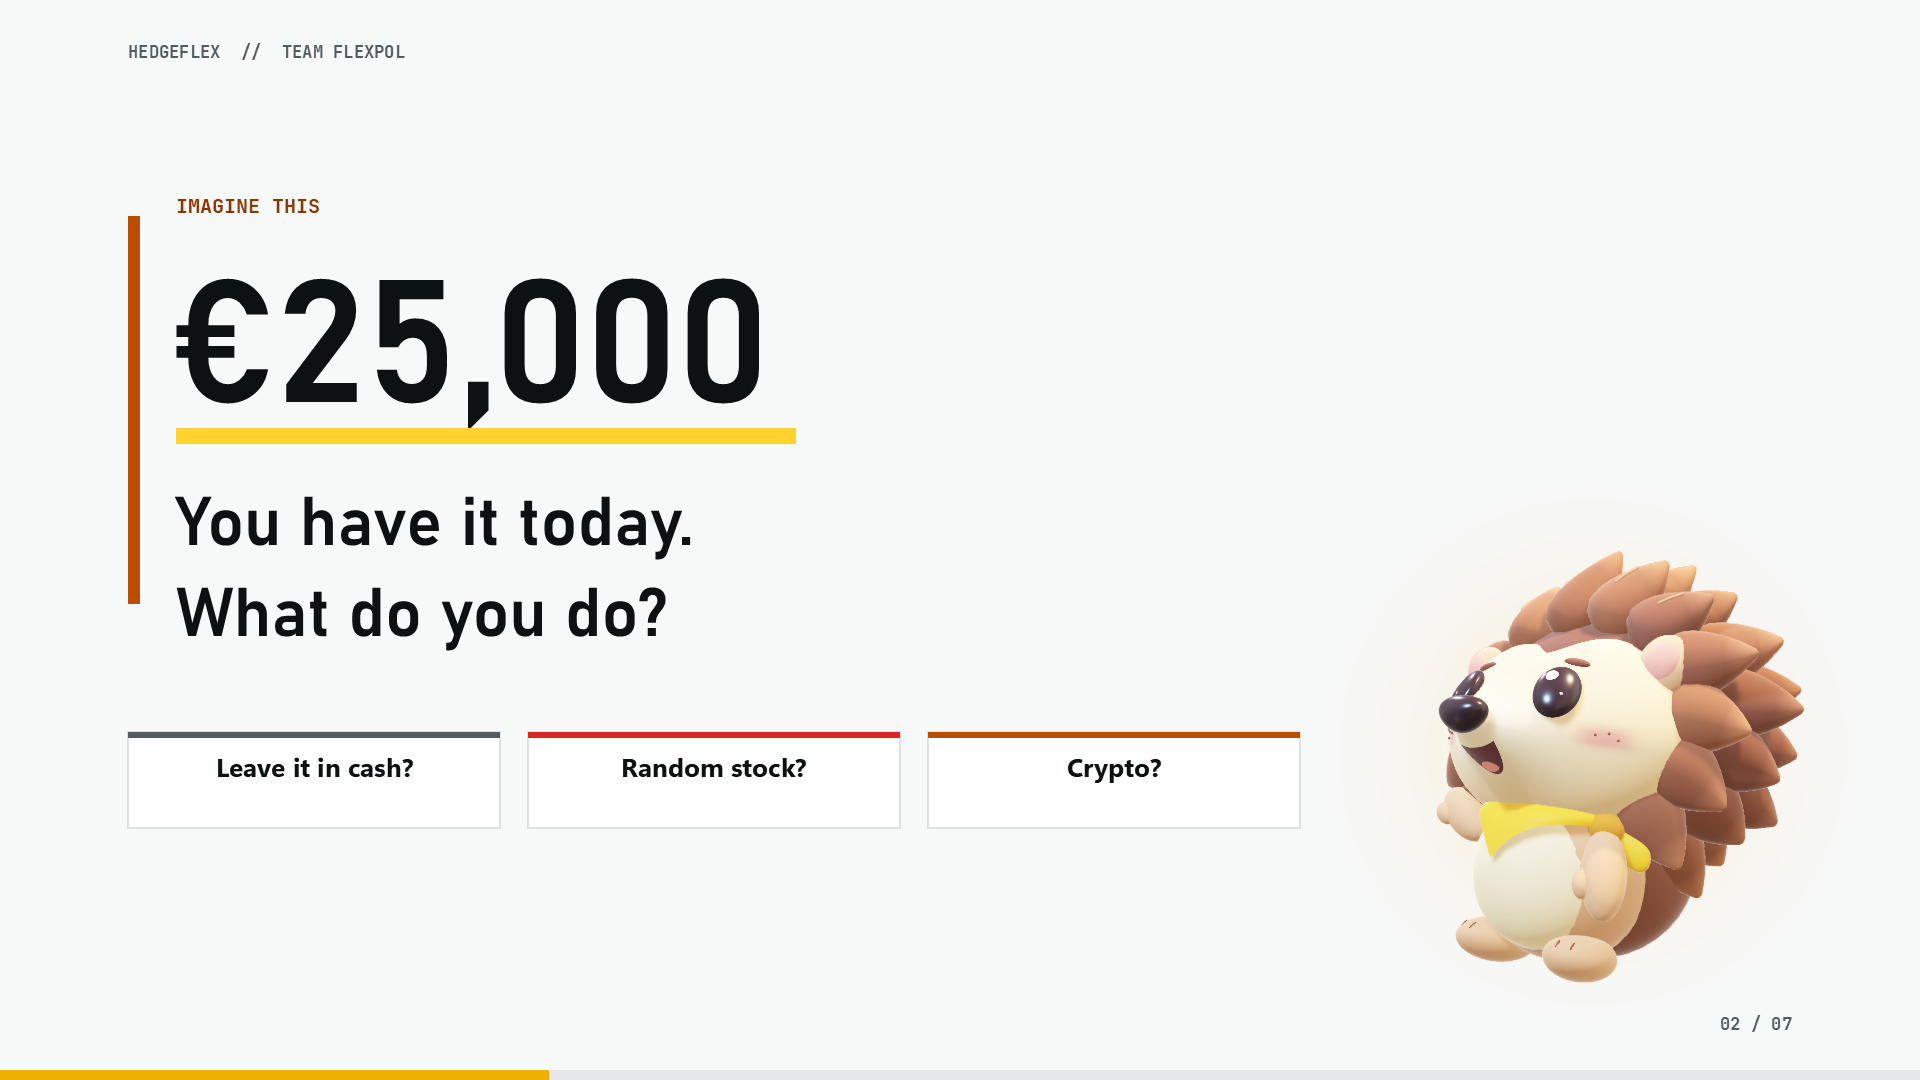 HEDGEFLEX // TEAM FLEXPOL
IMAGINE THIS
€25,000
You have it today.
What do you do?
Leave it in cash?
Random stock?
Crypto?
02 / 07